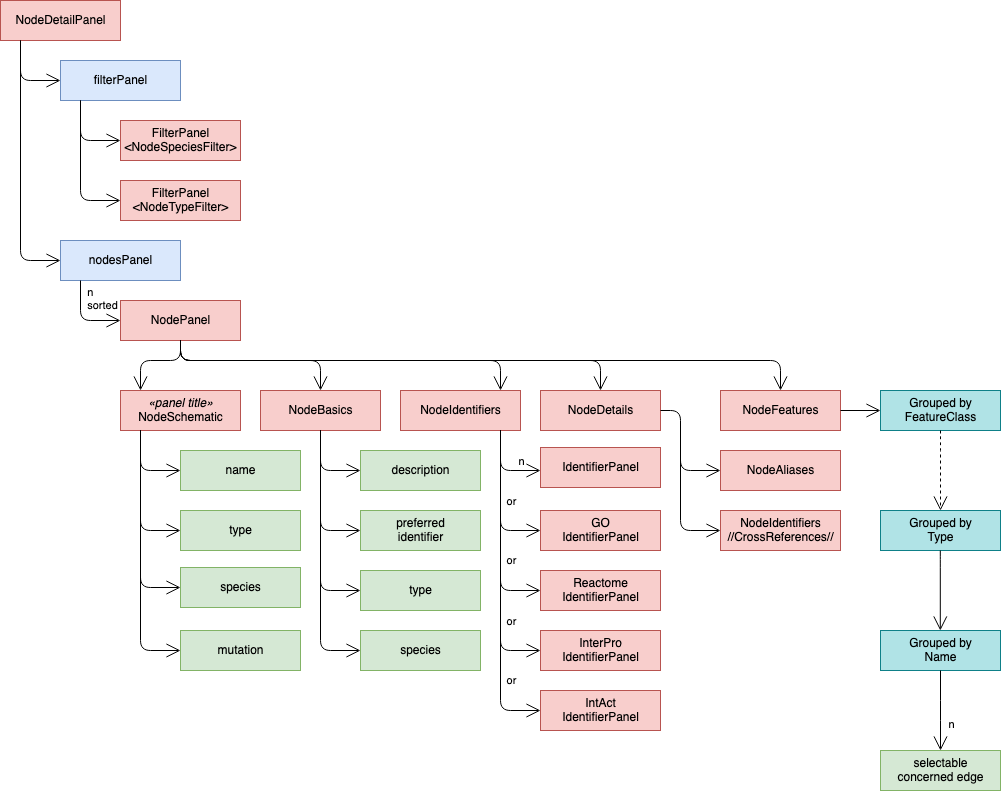 NodeDetailPanel
filterPanel
FilterPanel
<NodeSpeciesFilter>
FilterPanel
<NodeTypeFilter>
nodesPanel
n
sorted
NodePanel
«panel title»
NodeSchematic
NodeBasics
NodeIdentifiers
NodeDetails
NodeFeatures
Grouped by
FeatureClass
name
type
species
mutation
description
preferred
identifier
type
species
n
IdentifierPanel
or
GO
IdentifierPanel
or
Reactome
IdentifierPanel
or
InterPro
IdentifierPanel
or
IntAct
IdentifierPanel
NodeAliases
NodeIdentifiers
//CrossReferences//
Grouped by
Type
Grouped by
Name
n
selectable
concerned edge